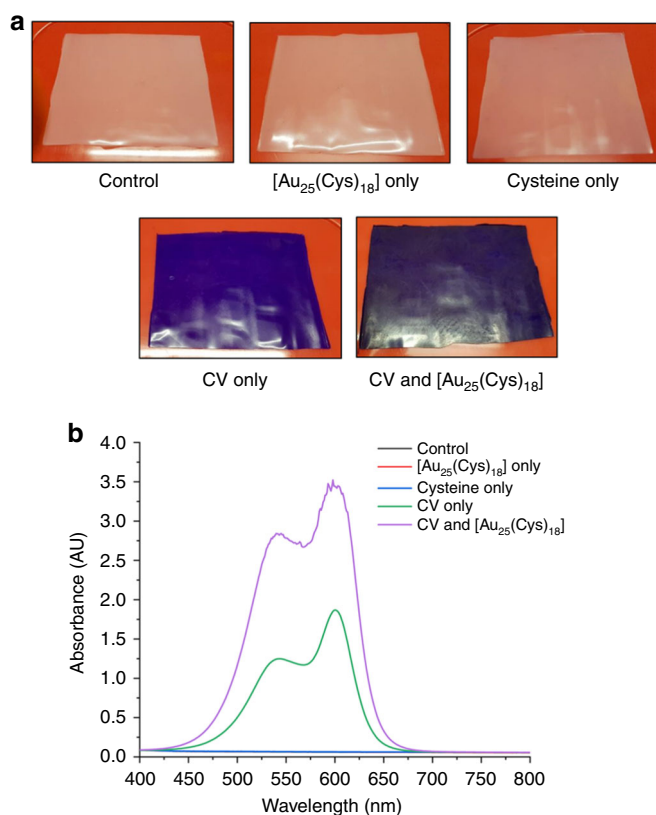 a
Control
[Au₂₅(Cys)₁₈] only
Cysteine only
CV only
CV and [Au₂₅(Cys)₁₈]
b
4.0
3.5
3.0
2.5
2.0
1.5
1.0
0.5
0.0
Absorbance (AU)
Control
[Au₂₅(Cys)₁₈] only
Cysteine only
CV only
CV and [Au₂₅(Cys)₁₈]
400 450 500 550 600 650 700 750 800
Wavelength (nm)